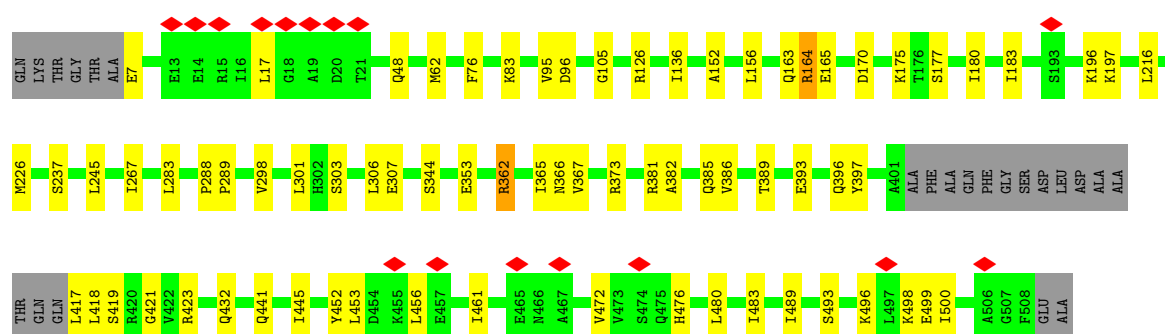 GLN LYS THR GLY THR ALA E7 E13 E14 R15 I16 L17 G18 A19 D20 T21 Q48 M62 F76 K83 V95 D96 G105 R126 I136 A152 L156 Q163 R164 E165 D170 K175 T176 S177 I180 I183 S193 K196 K197 L216
M226 S237 L245 I267 L283 P288 P289 V298 L301 H302 S303 L306 E307 S344 E353 R362 I365 N366 V367 R373 R381 A382 Q385 V386 T389 E393 Q396 Y397 A401 ALA PHE ALA GLN PHE GLY SER ASP LEU ASP ALA ALA
THR GLN GLN L417 L418 S419 R420 G421 V422 R423 Q432 Q441 I445 Y452 L453 D454 K455 L456 E457 I461 E465 N466 A467 V472 V473 S474 Q475 H476 L480 I483 I489 S493 K496 L497 K498 E499 I500 A506 G507 F508 GLU ALA